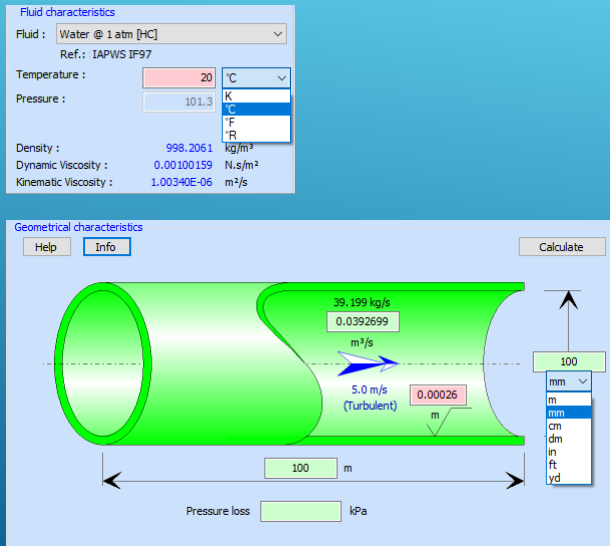 Fluid characteristics
Fluid : Water @ 1 atm [HC]
Ref.: IAPWS IF97
Temperature : 20 °C
K
°C
°F
°R
Pressure : 101.3
Density : 998.2061 kg/m³
Dynamic Viscosity : 0.00100159 N.s/m²
Kinematic Viscosity : 1.00340E-06 m²/s
Geometrical characteristics
Help Info Calculate
39.199 kg/s
0.0392699
m³/s
5.0 m/s
(Turbulent)
0.00026
m
100
mm
m
mm
cm
dm
in
ft
yd
100 m
Pressure loss kPa